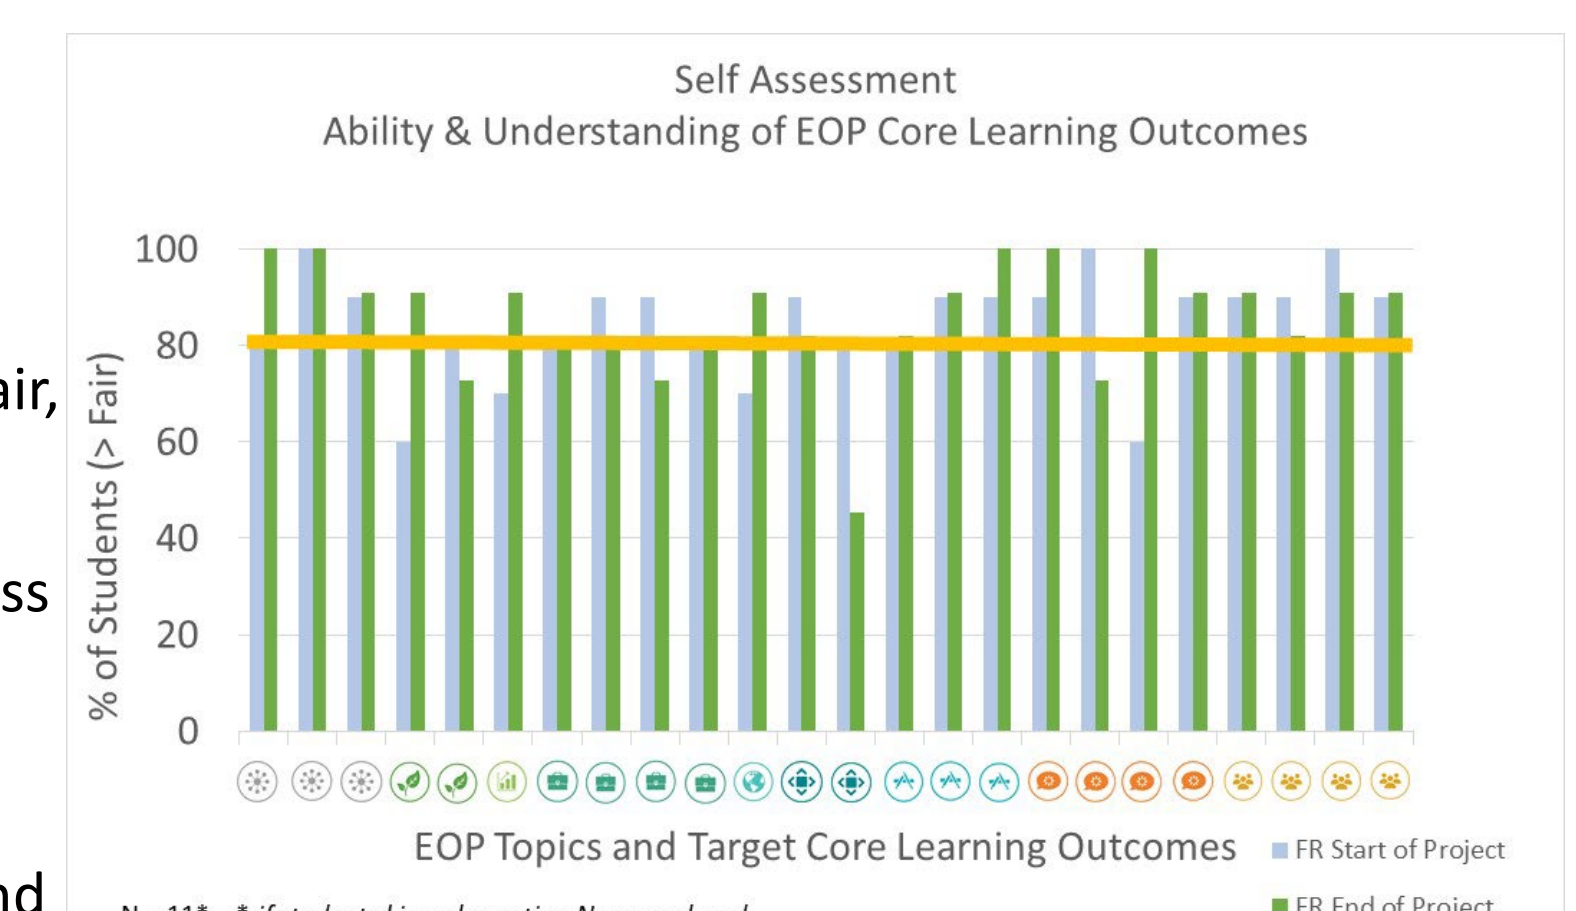 Self Assessment
Ability & Understanding of EOP Core Learning Outcomes
100
80
60
40
20
0
% of Students (> Fair)
EOP Topics and Target Core Learning Outcomes
FR Start of Project
FR End of Project
air,
ss
nd